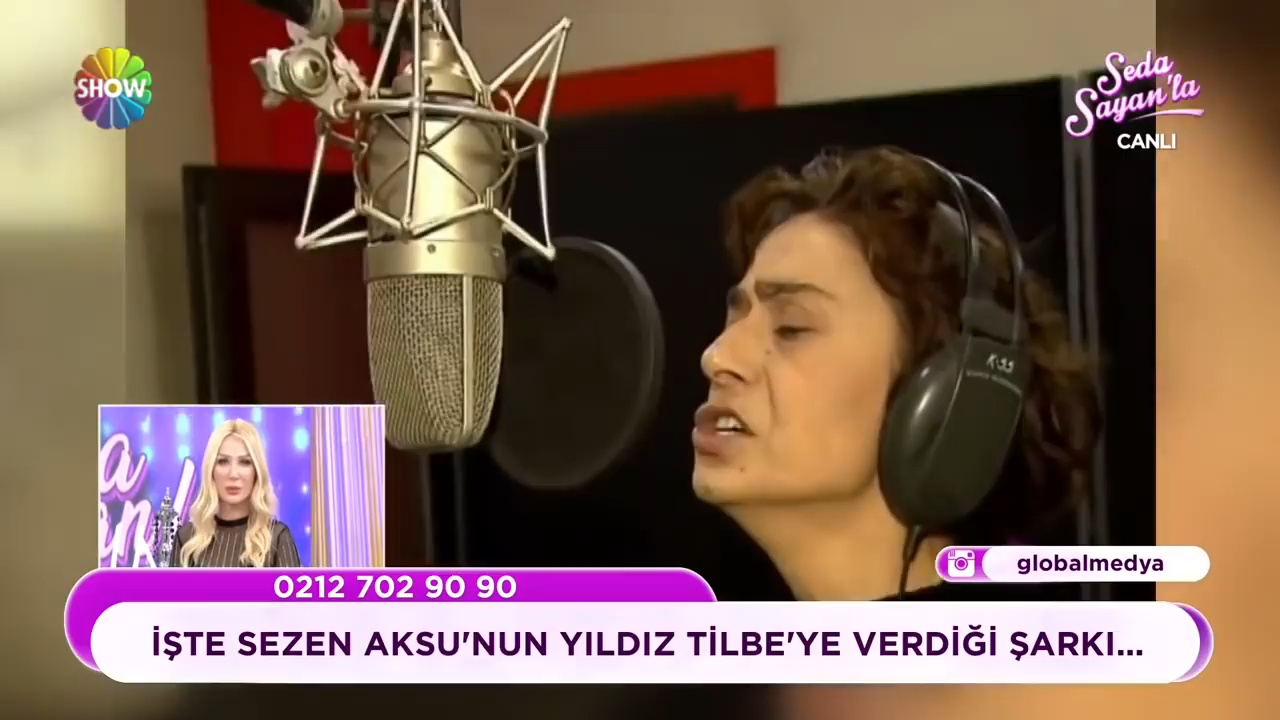 SHOW
Seda
Sayan'la
CANLI
KOSS
globalmedya
0212 702 90 90
İŞTE SEZEN AKSU'NUN YILDIZ TİLBE'YE VERDİĞİ ŞARKI...